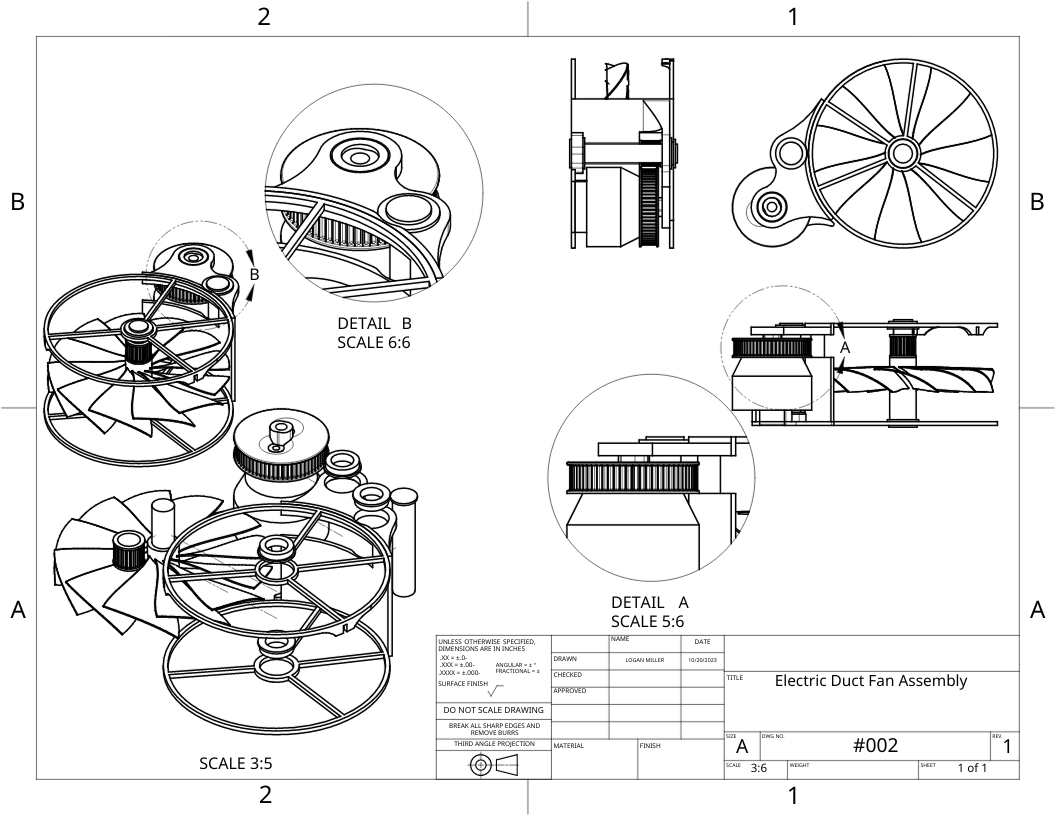 2
1
B
B
B
DETAIL B
SCALE 6:6
A
A
A
DETAIL A
SCALE 5:6
SCALE 3:5
UNLESS OTHERWISE SPECIFIED,
DIMENSIONS ARE IN INCHES
.XX = ±.0-
.XXX = ±.00-
.XXXX = ±.000-
ANGULAR = ± °
FRACTIONAL = ±
SURFACE FINISH
DO NOT SCALE DRAWING
BREAK ALL SHARP EDGES AND
REMOVE BURRS
THIRD ANGLE PROJECTION
NAME
DATE
DRAWN
LOGAN MILLER
10/20/2023
CHECKED
APPROVED
MATERIAL
FINISH
TITLE
Electric Duct Fan Assembly
SIZE
A
DWG NO.
#002
REV.
1
SCALE
3:6
WEIGHT
SHEET
1 of 1
2
1